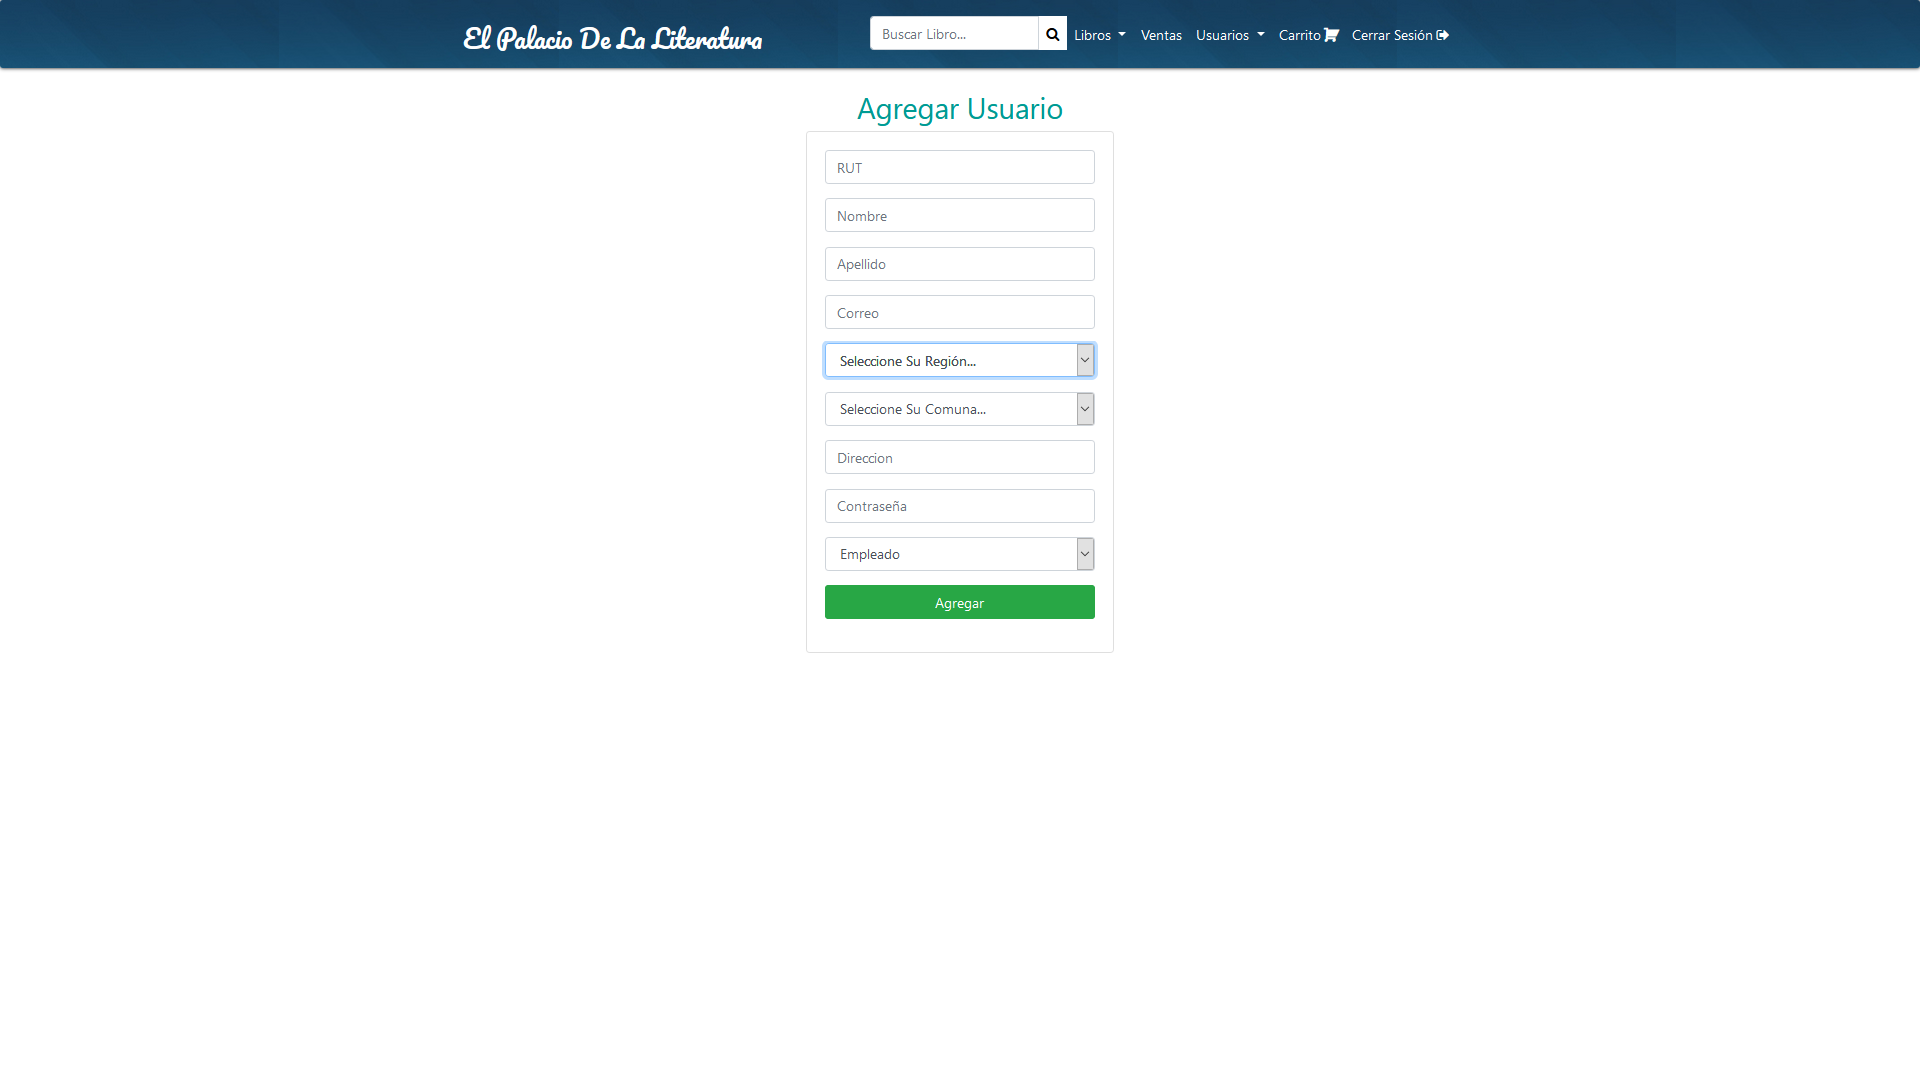 El Palacio De La Literatura
Buscar Libro...
Libros
Ventas
Usuarios
Carrito
Cerrar Sesión
Agregar Usuario
RUT
Nombre
Apellido
Correo
Seleccione Su Región...
Seleccione Su Comuna...
Direccion
Contraseña
Empleado
Agregar